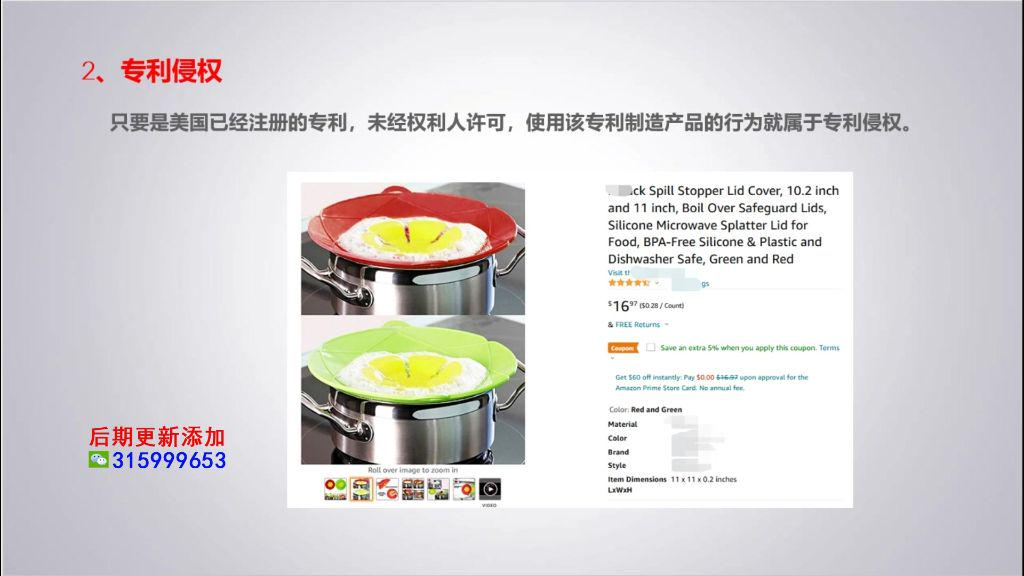 2、专利侵权
只要是美国已经注册的专利，未经权利人许可，使用该专利制造产品的行为就属于专利侵权。
ck Spill Stopper Lid Cover, 10.2 inch
and 11 inch, Boil Over Safeguard Lids,
Silicone Microwave Splatter Lid for
Food, BPA-Free Silicone & Plastic and
Dishwasher Safe, Green and Red
Visit th
gs
$16.97 ($0.28 / Count)
& FREE Returns
Coupon Save an extra 5% when you apply this coupon. Terms
Get $60 off instantly: Pay $0.00 $16.97 upon approval for the
Amazon Prime Store Card. No annual fee.
Color: Red and Green
Material
Color
Brand
Style
Item Dimensions 11 x 11 x 0.2 inches
LxWxH
Roll over image to zoom in
VIDEO
后期更新添加
315999653